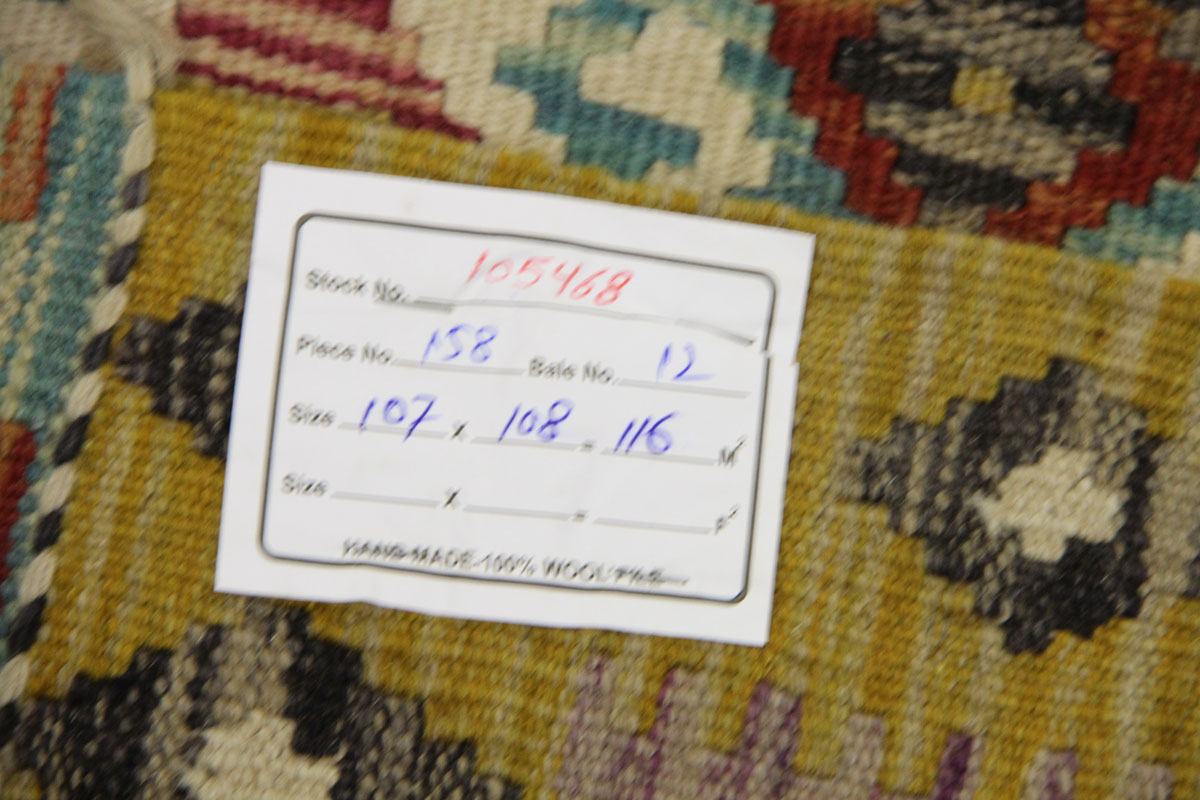 Stock No. 105468
Piece No. 158 Bale No. 12
Size 107 X 108 = 116 M²
Size X = F²
HAND-MADE-100% WOOL PILE